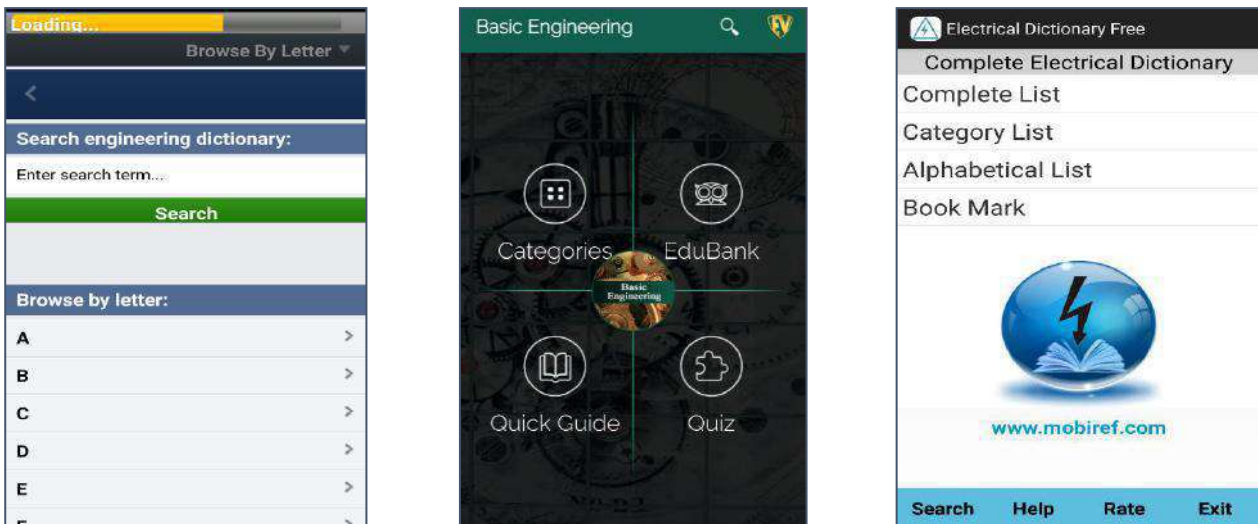 Loading...
Browse By Letter
Search engineering dictionary:
Enter search term...
Search
Browse by letter:
A
B
C
D
E
Basic Engineering
Categories
EduBank
Basic
Engineering
Quick Guide
Quiz
Electrical Dictionary Free
Complete Electrical Dictionary
Complete List
Category List
Alphabetical List
Book Mark
www.mobiref.com
Search Help Rate Exit